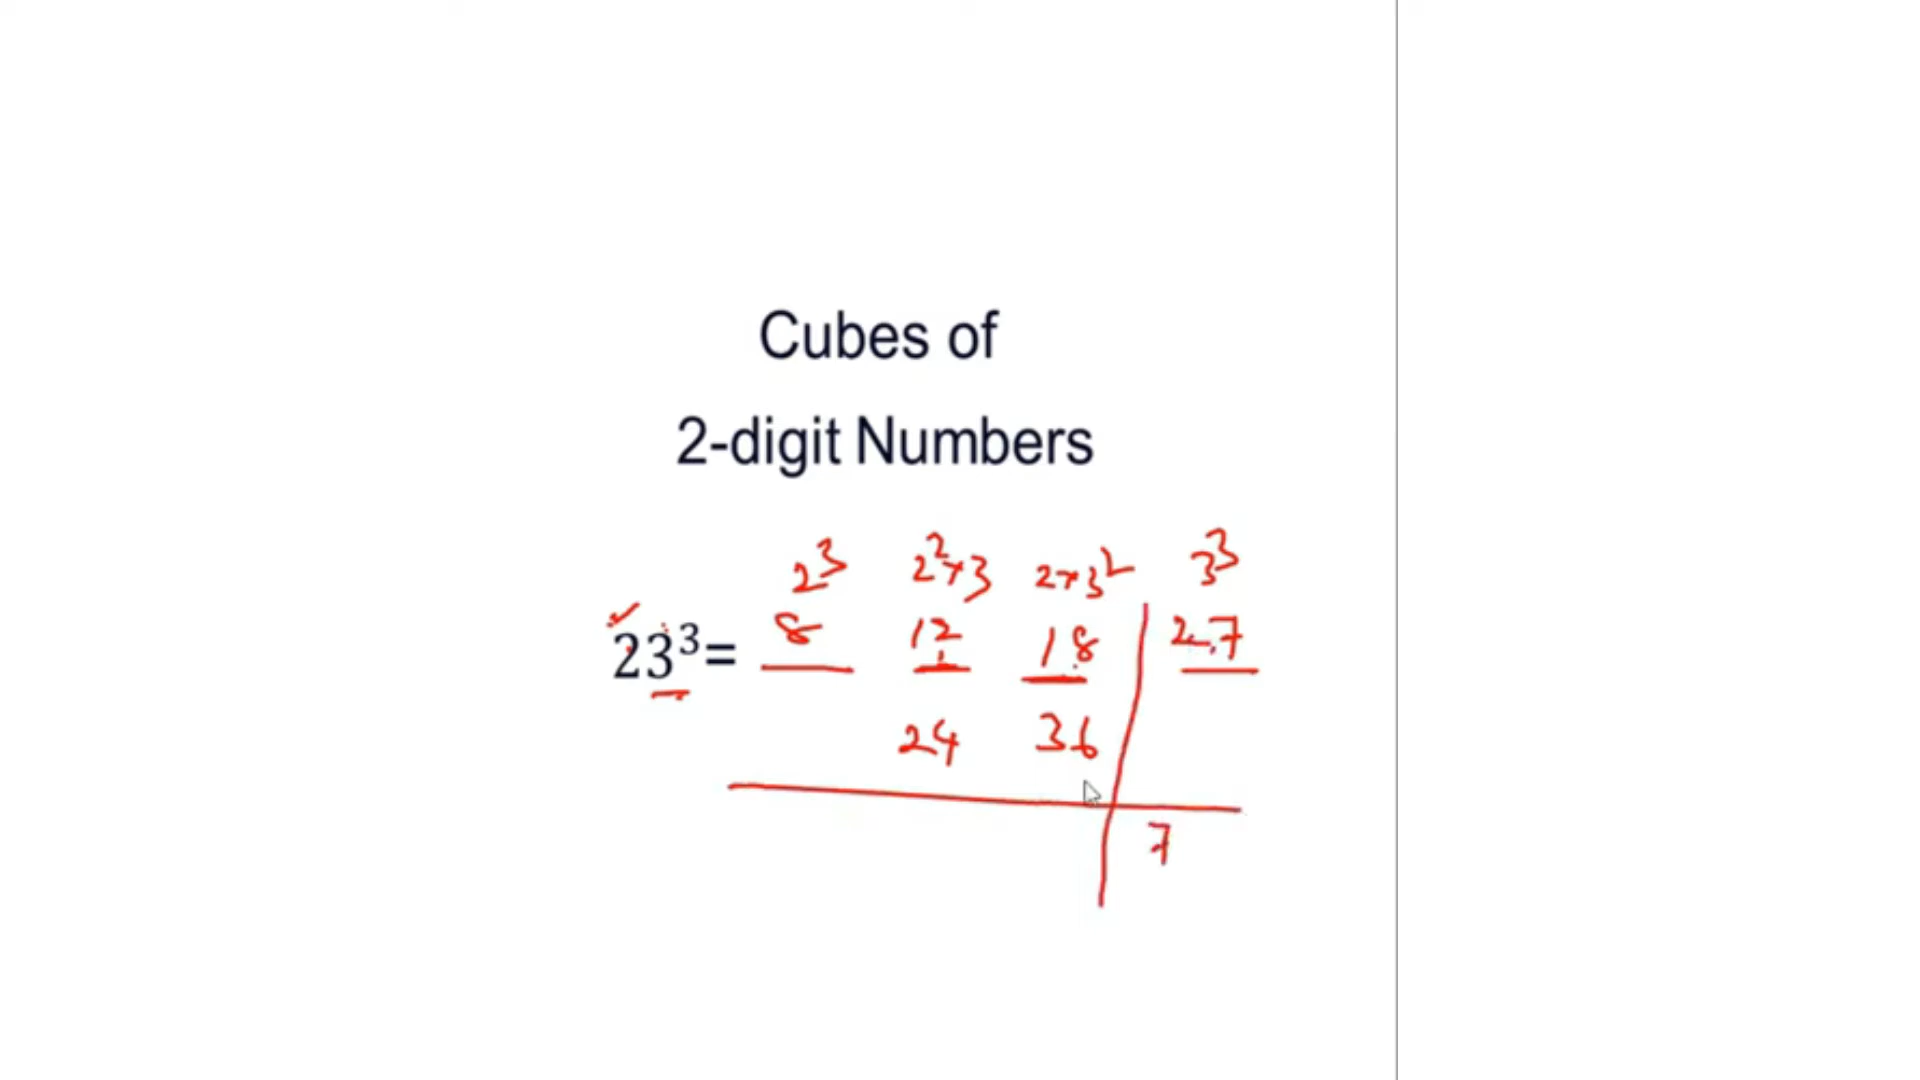 Cubes of
2-digit Numbers
2³ 2²×3 2×3² 3³
8 12 18 27
23³=
24 36
7